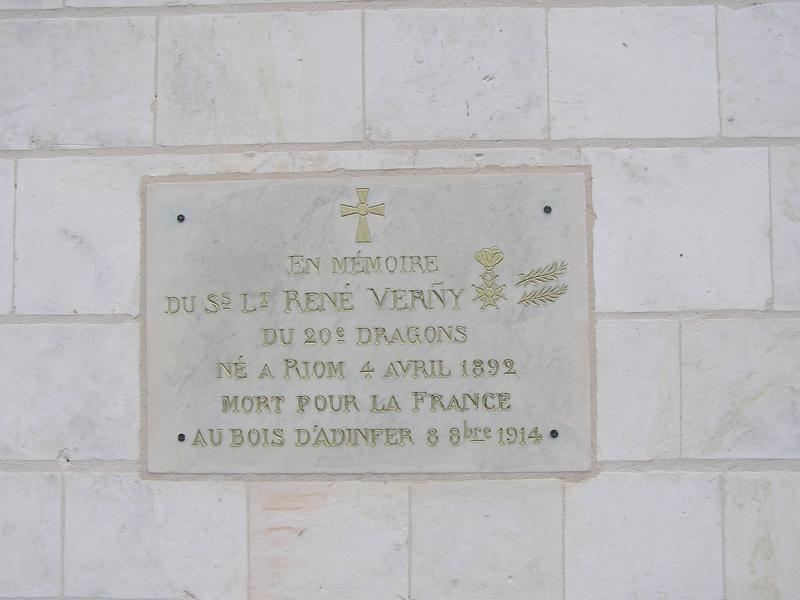 EN MÉMOIRE
DU Sˢ Lᵀ RENÉ VERÑY
DU 20ᵉ DRAGONS
NÉ A RIOM 4 AVRIL 1892
MORT POUR LA FRANCE
AU BOIS D'ADINFER 8 8bre 1914